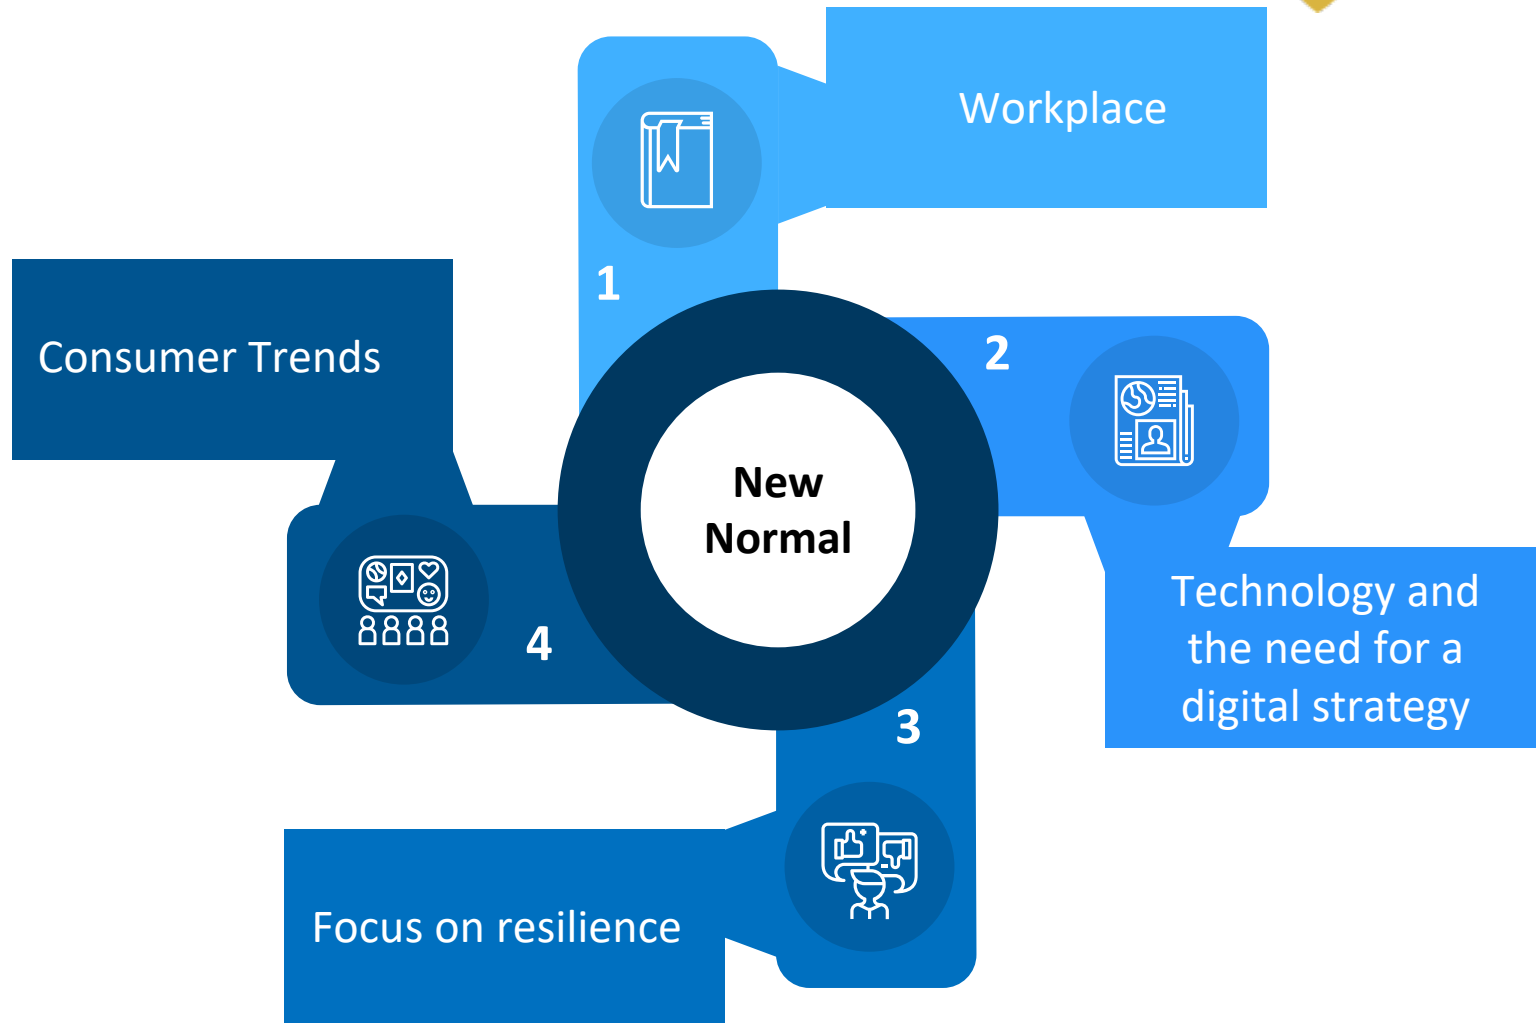 1
Workplace
2
Technology and
the need for a
digital strategy
3
Focus on resilience
4
Consumer Trends
New
Normal